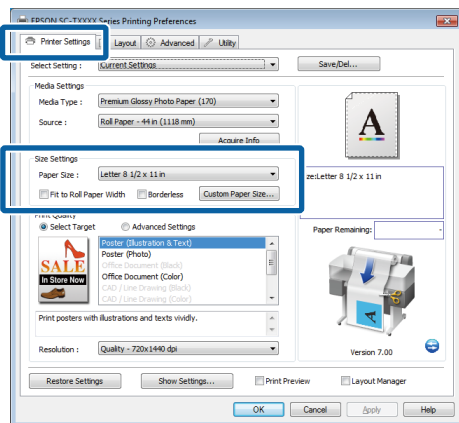 EPSON SC-TXXXX Series Printing Preferences
Printer Settings Layout Advanced Utility
Select Setting : Current Settings Save/Del...
Media Settings
Media Type : Premium Glossy Photo Paper (170)
Source : Roll Paper - 44 in (1118 mm)
Acquire Info
A
Size Settings
Paper Size : Letter 8 1/2 x 11 in
ze:Letter 8 1/2 x 11 in
Fit to Roll Paper Width Borderless Custom Paper Size...
Print Quality
Select Target Advanced Settings
Paper Remaining: -
SALE
In Store Now
Poster (Illustration & Text)
Poster (Photo)
Office Document (Black)
Office Document (Color)
CAD / Line Drawing (Black)
CAD / Line Drawing (Color)
A
Print posters with illustrations and texts vividly.
Resolution : Quality - 720x1440 dpi
Version 7.00
Restore Settings Show Settings... Print Preview Layout Manager
OK Cancel Apply Help